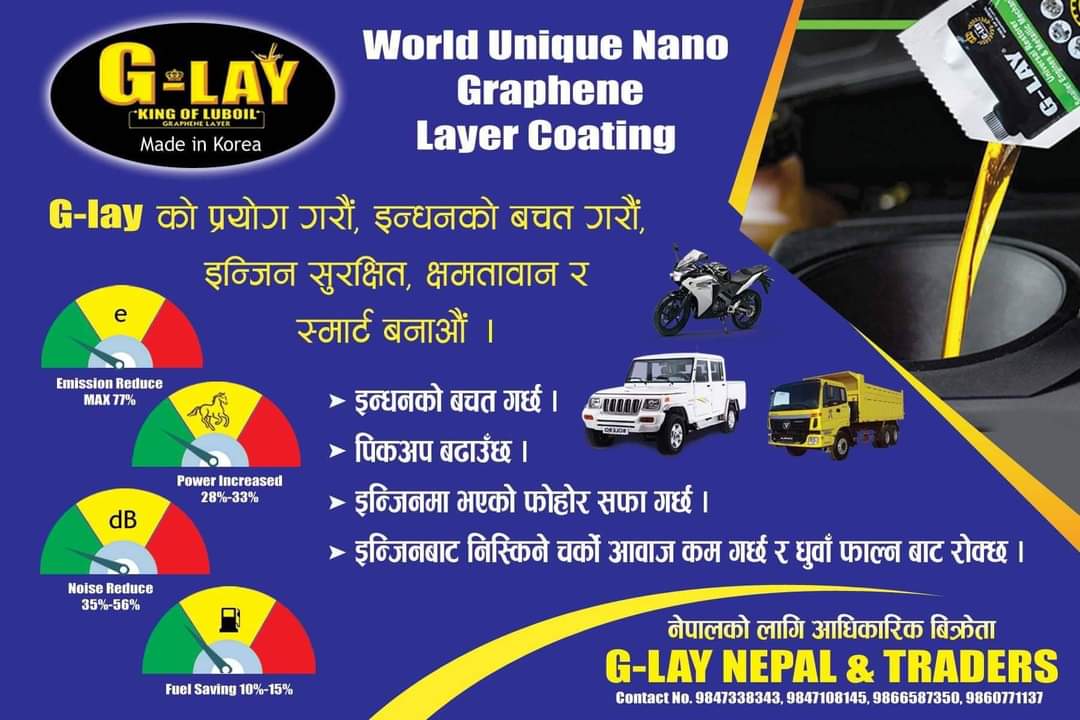 G-LAY
"KING OF LUBOIL"
GRAPHENE LAYER
Made in Korea
World Unique Nano
Graphene
Layer Coating
G-LAY
Universal Restorer
G-lay को प्रयोग गरौं, इन्धनको बचत गरौं,
इन्जिन सुरक्षित, क्षमतावान र
स्मार्ट बनाऔं ।
e
Emission Reduce
MAX 77%
Power Increased
28%-33%
dB
Noise Reduce
35%-56%
Fuel Saving 10%-15%
➤ इन्धनको बचत गर्छ ।
➤ पिकअप बढाउँछ ।
➤ इन्जिनमा भएको फोहोर सफा गर्छ ।
➤ इन्जिनबाट निस्किने चर्को आवाज कम गर्छ र धुवाँ फाल्न बाट रोक्छ ।
नेपालको लागि आधिकारिक बिक्रेता
G-LAY NEPAL & TRADERS
Contact No. 9847338343, 9847108145, 9866587350, 9860771137